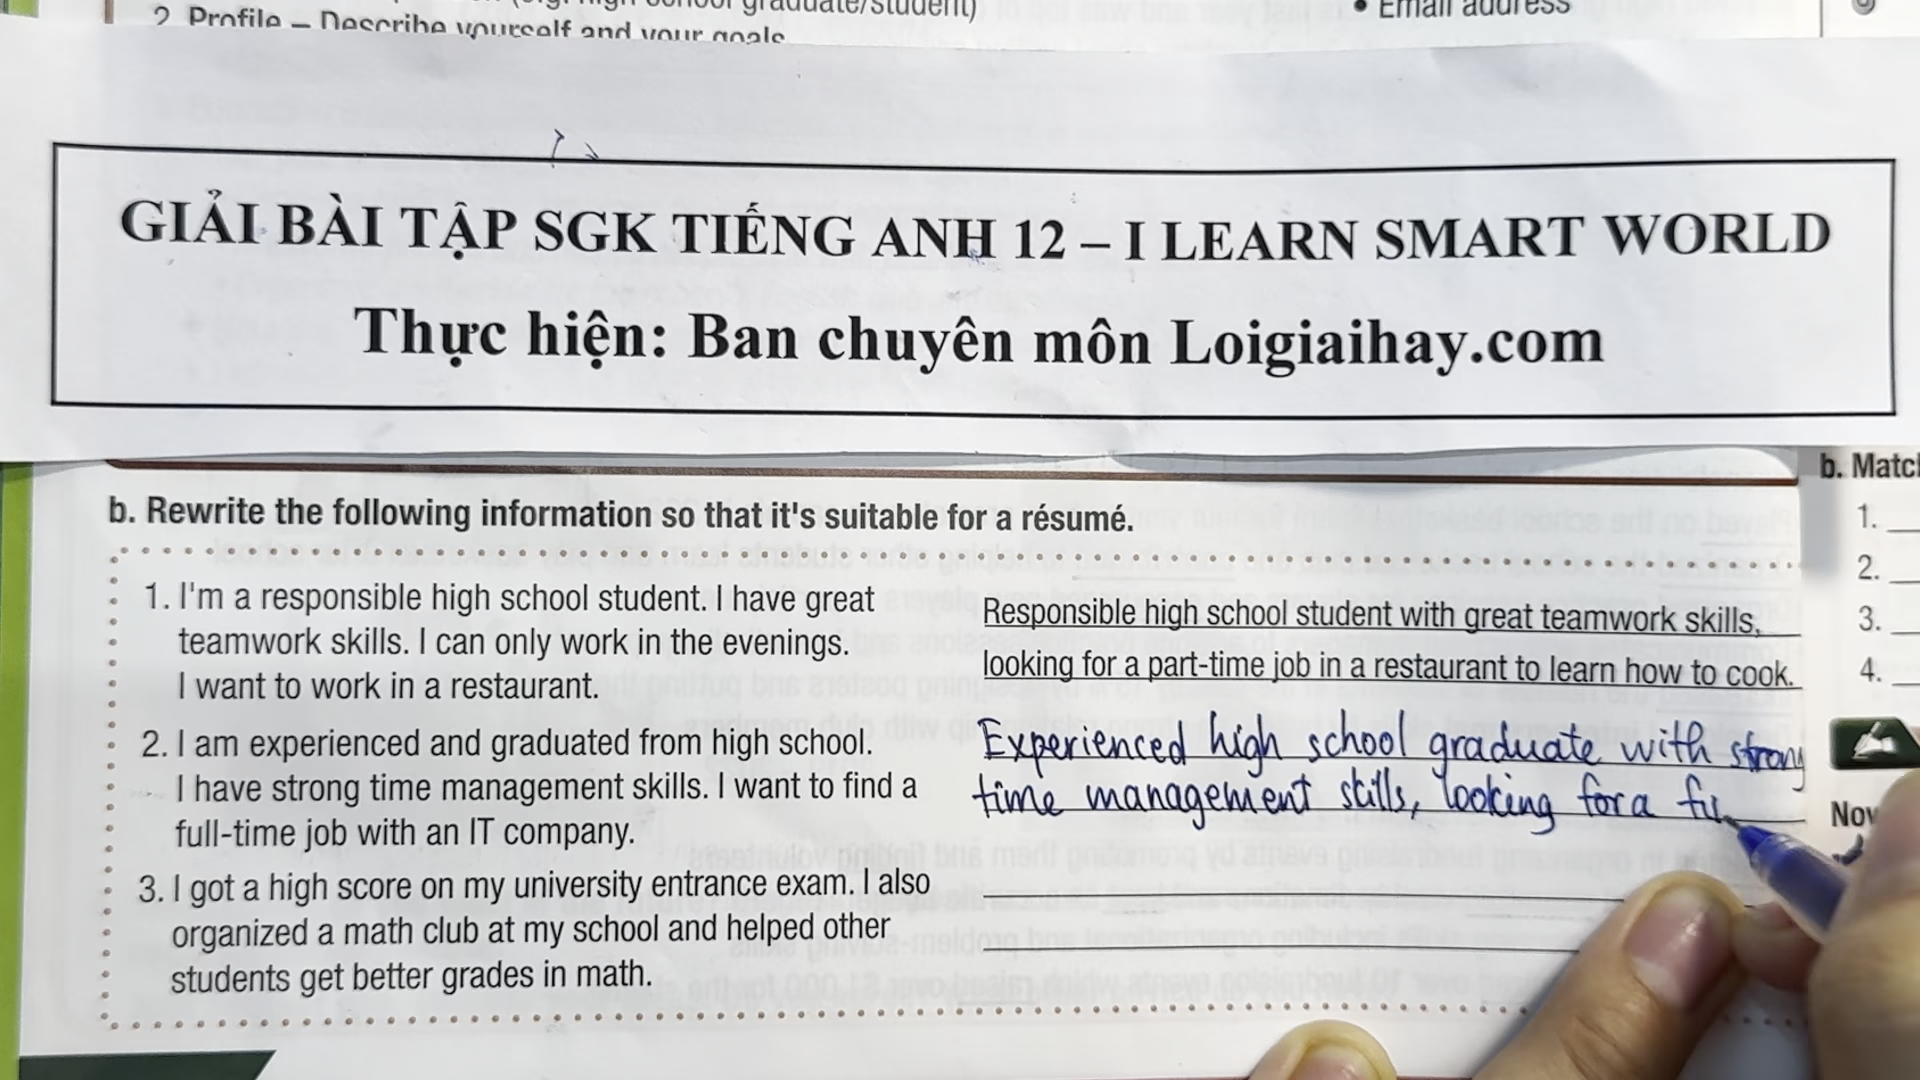 graduate/student)
• Email address
2. Profile – Describe yourself and your goals
GIẢI BÀI TẬP SGK TIẾNG ANH 12 – I LEARN SMART WORLD
Thực hiện: Ban chuyên môn Loigiaihay.com
b. Rewrite the following information so that it's suitable for a résumé.
1. I'm a responsible high school student. I have great
teamwork skills. I can only work in the evenings.
I want to work in a restaurant.
Responsible high school student with great teamwork skills,
looking for a part-time job in a restaurant to learn how to cook.
2. I am experienced and graduated from high school.
I have strong time management skills. I want to find a
full-time job with an IT company.
Experienced high school graduate with strong
time management skills, looking for a fu
3. I got a high score on my university entrance exam. I also
organized a math club at my school and helped other
students get better grades in math.
b. Matcl
1.
2.
3.
4.
Nov